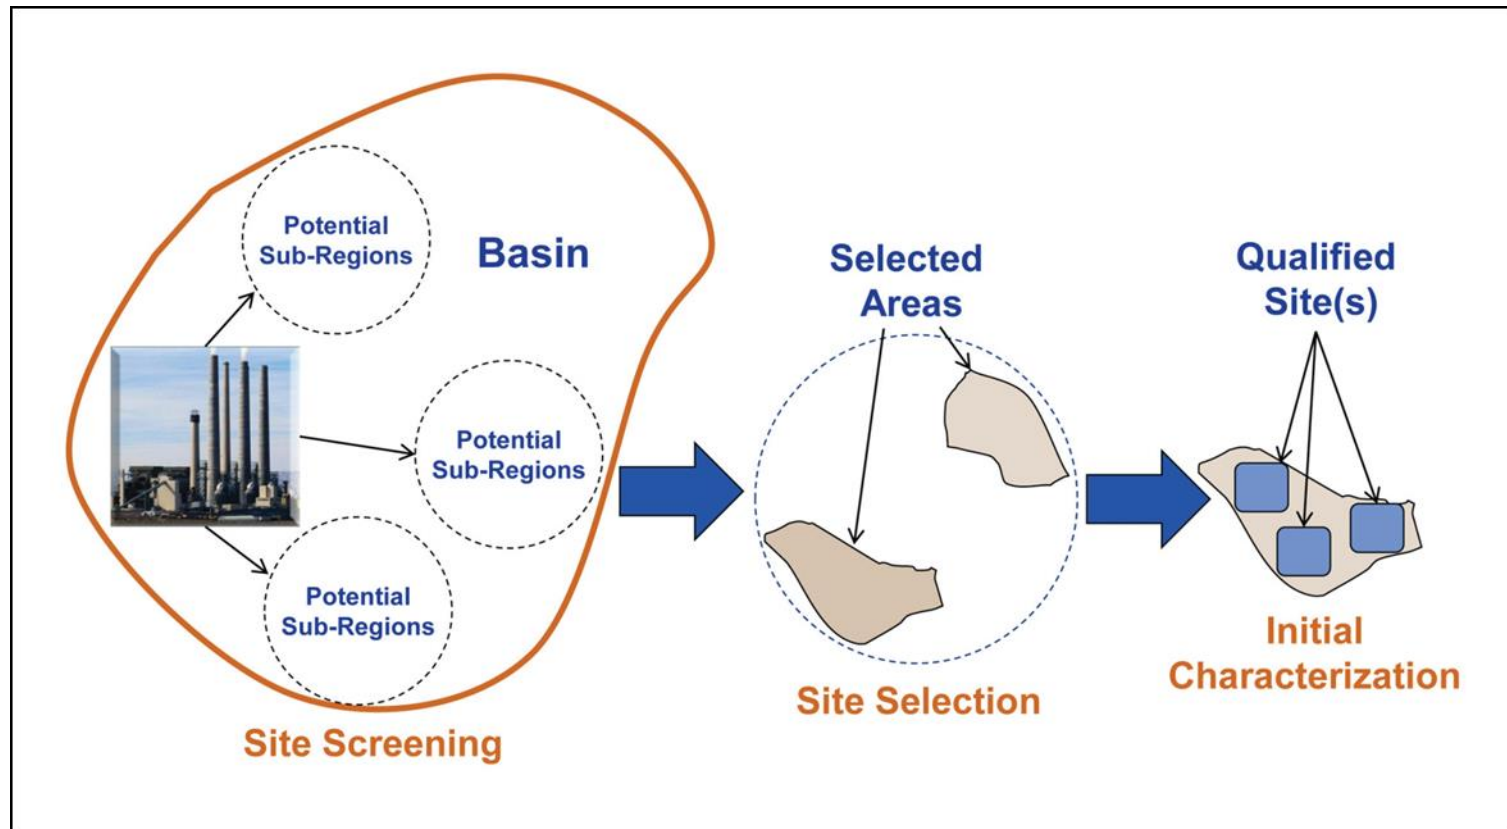 Potential
Sub-Regions
Basin
Potential
Sub-Regions
Potential
Sub-Regions
Site Screening
Selected
Areas
Site Selection
Qualified
Site(s)
Initial
Characterization